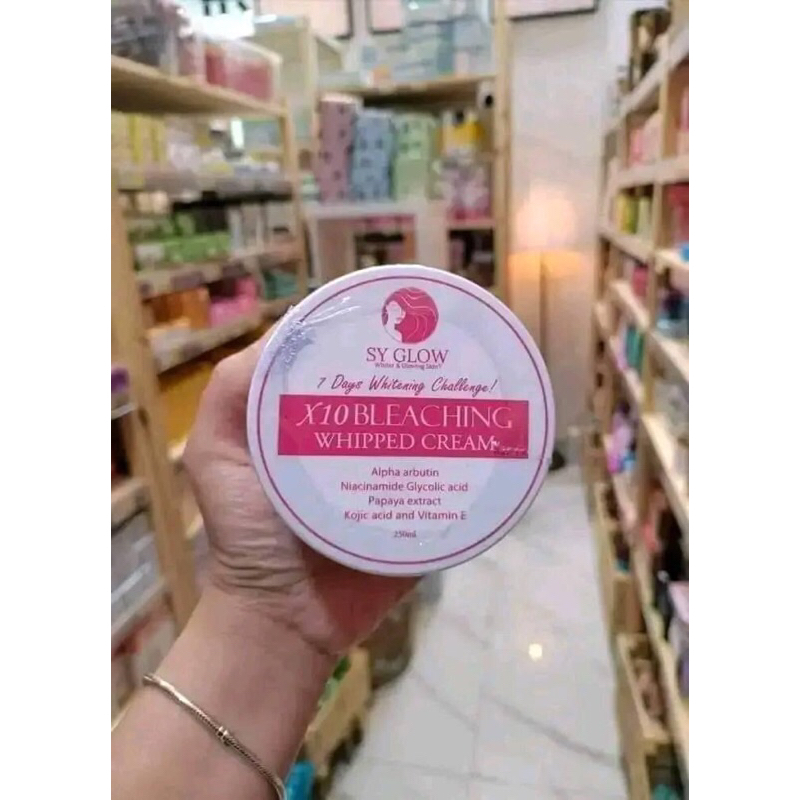 SY GLOW
Whiter & Glowing Skin!
7 Days Whitening Challenge!
X10 BLEACHING
WHIPPED CREAM
Alpha arbutin
Niacinamide Glycolic acid
Papaya extract
Kojic acid and Vitamin E
250ml